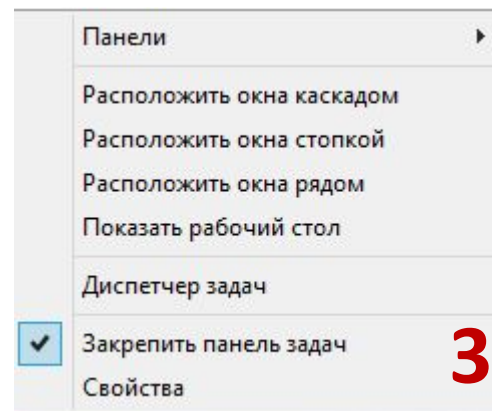 Панели
Расположить окна каскадом
Расположить окна стопкой
Расположить окна рядом
Показать рабочий стол
Диспетчер задач
Закрепить панель задач
Свойства
3